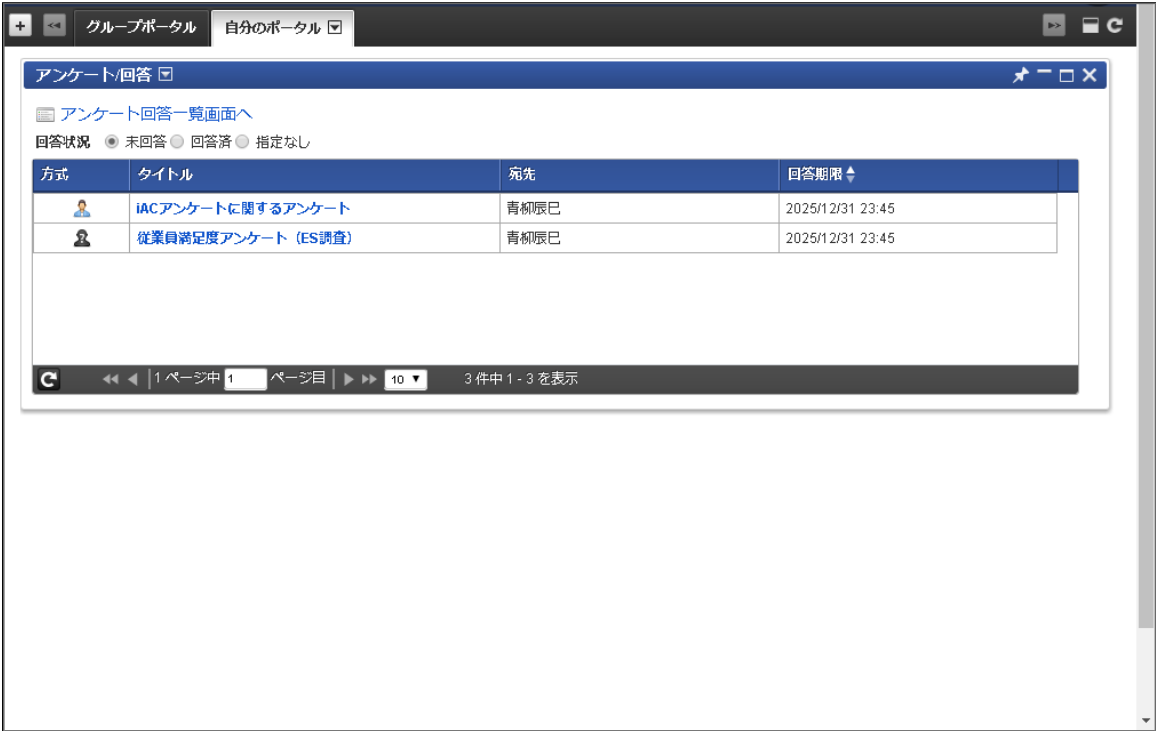 グループポータル 自分のポータル
アンケート/回答
アンケート回答一覧画面へ
回答状況 未回答 回答済 指定なし
方式 タイトル 宛先 回答期限
iACアンケートに関するアンケート 青柳辰巳 2025/12/31 23:45
従業員満足度アンケート（ES調査） 青柳辰巳 2025/12/31 23:45
1 ページ中 1 ページ目 10 3 件中 1 - 3 を表示